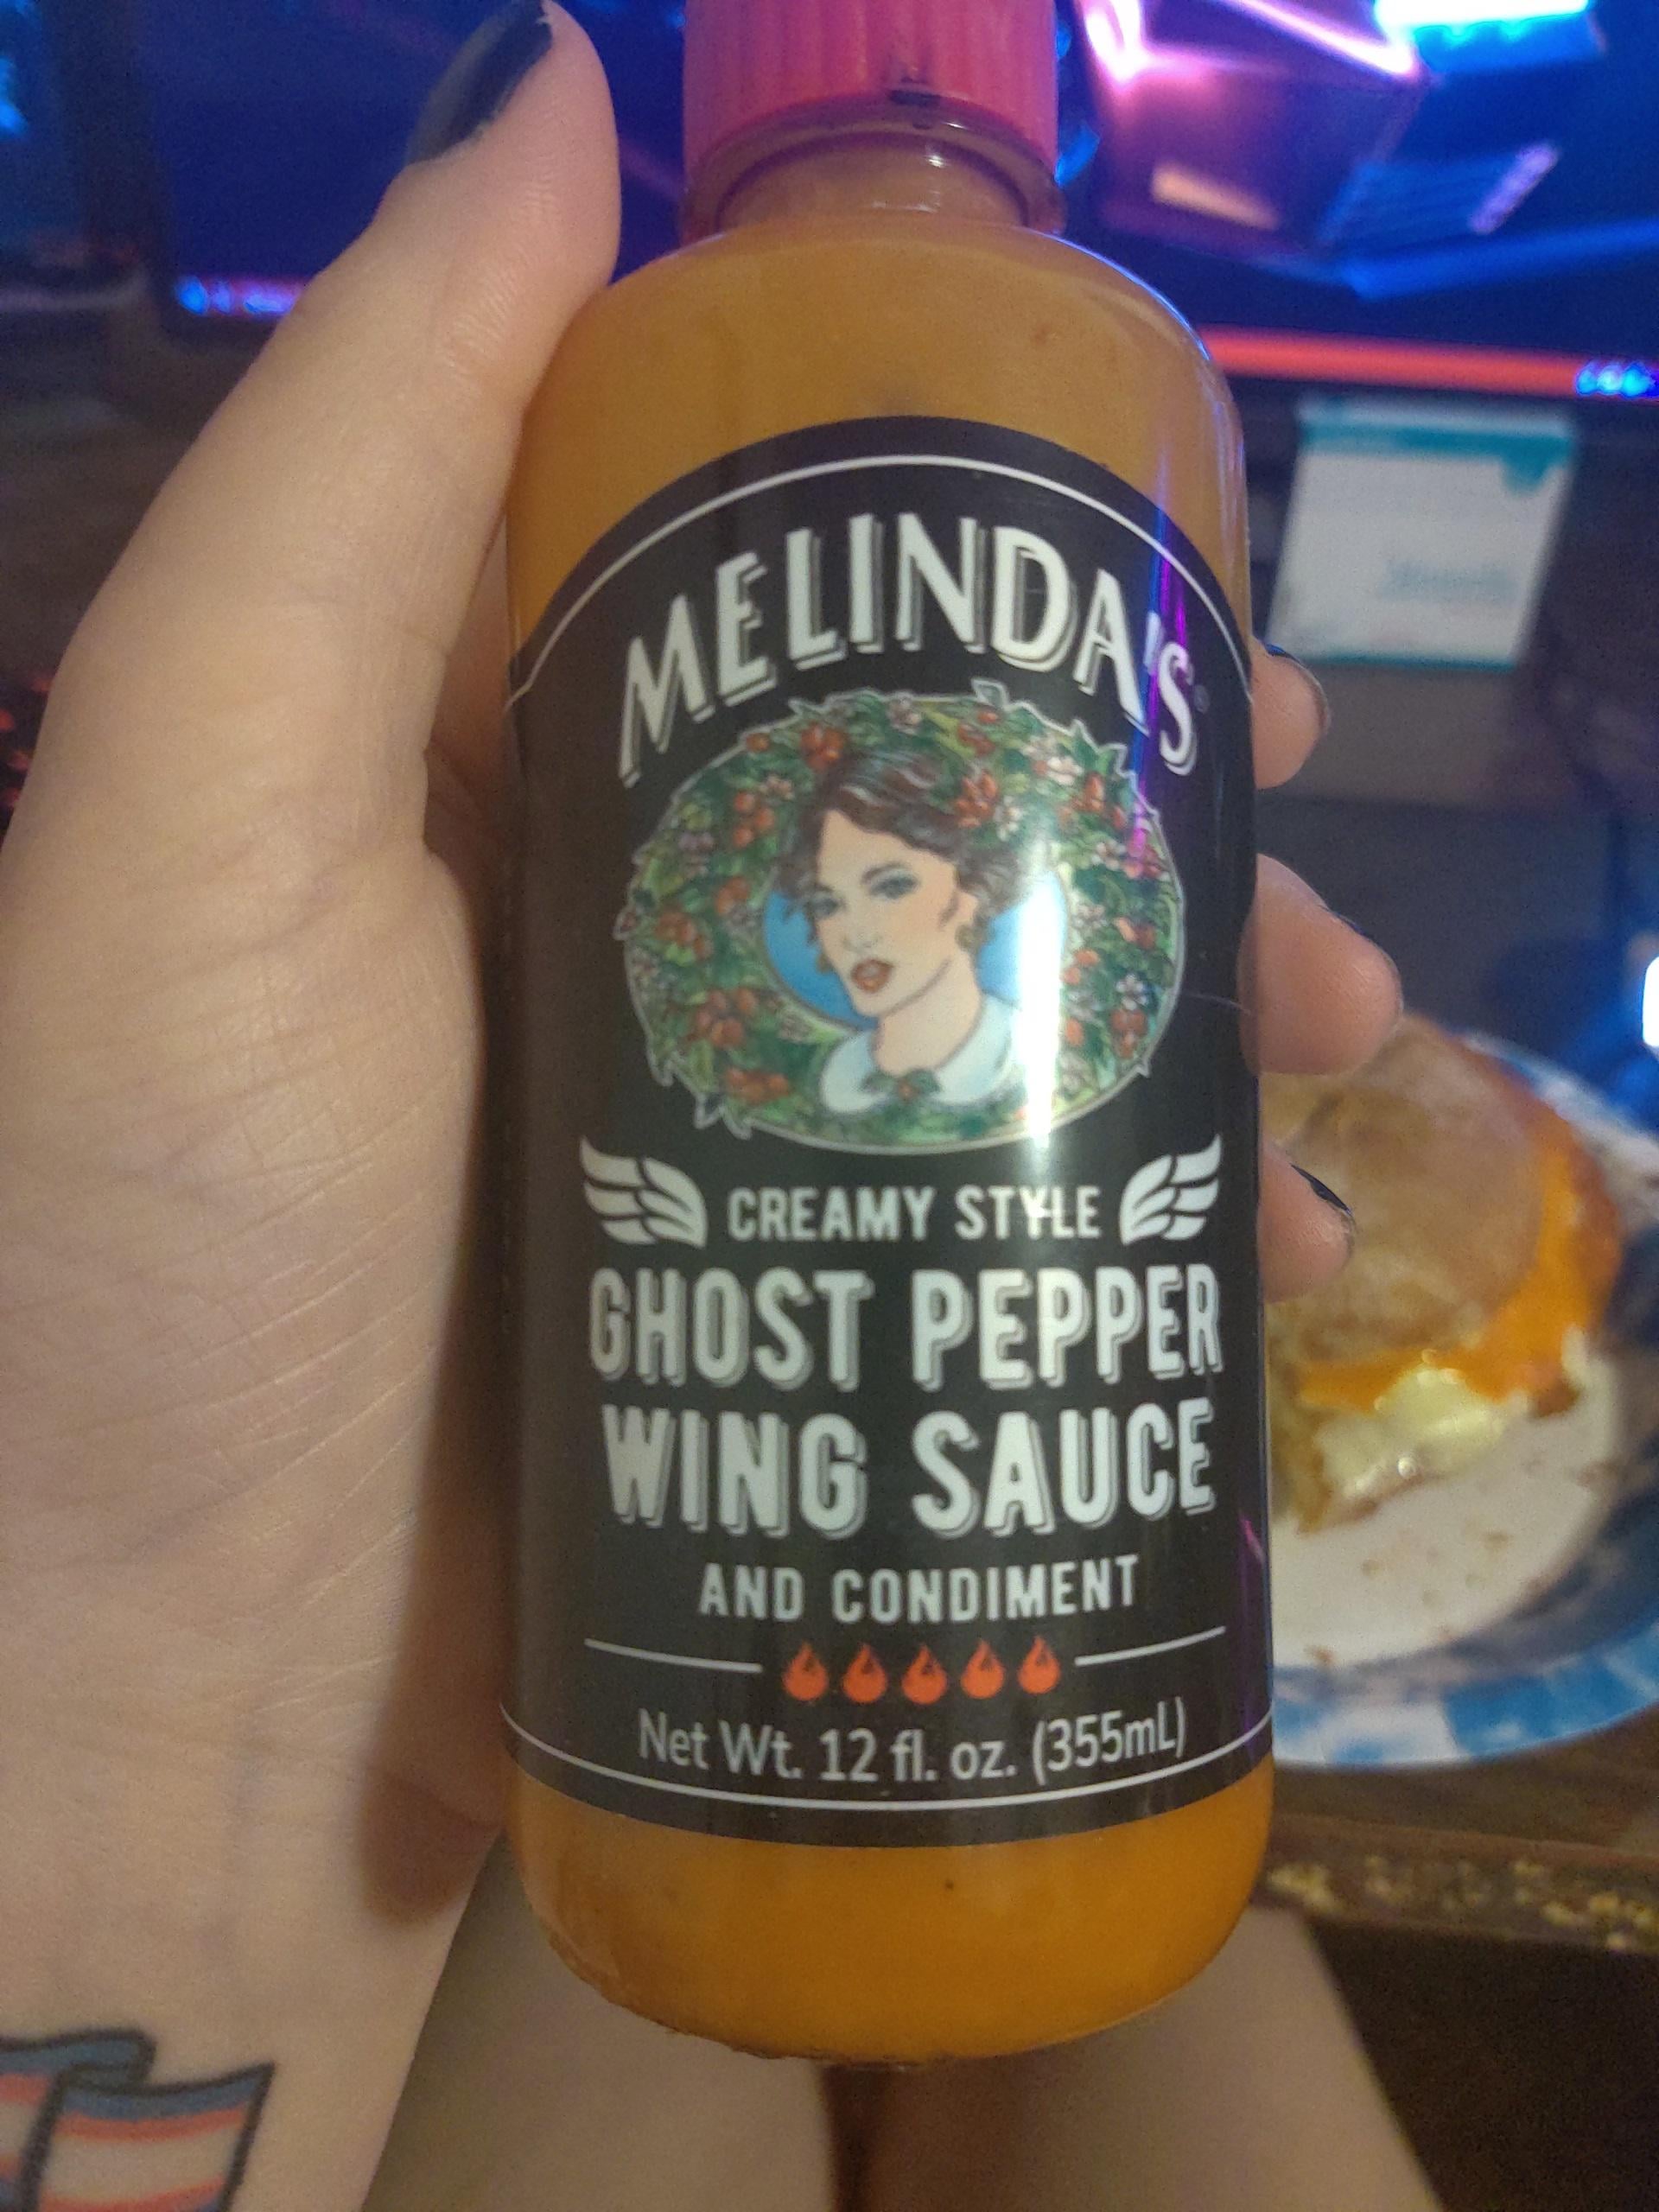 MELINDA'S
CREAMY STYLE
GHOST PEPPER
WING SAUCE
AND CONDIMENT
Net Wt. 12 fl. oz. (355mL)